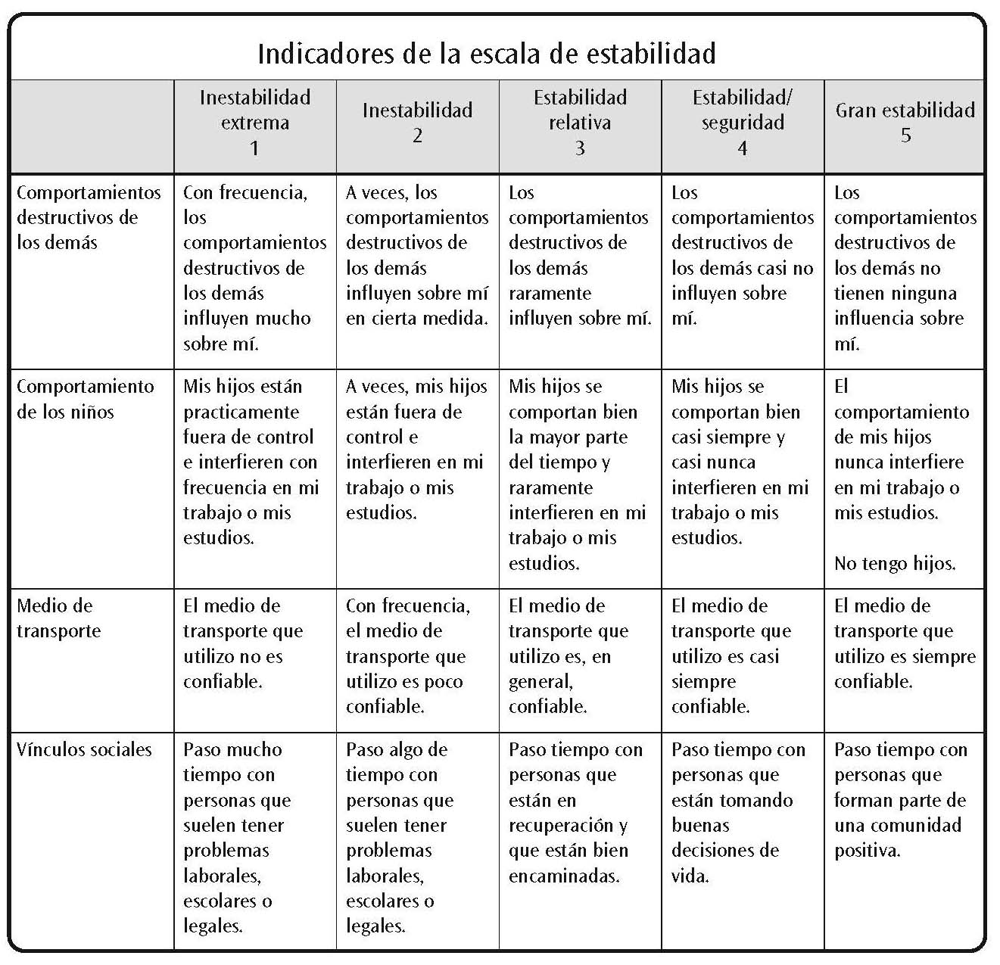 Indicadores de la escala de estabilidad
Inestabilidad
extrema
1
Inestabilidad
2
Estabilidad
relativa
3
Estabilidad/
seguridad
4
Gran estabilidad
5
Comportamientos
destructivos de
los demás
Con frecuencia,
los
comportamientos
destructivos de
los demás
influyen mucho
sobre mí.
A veces, los
comportamientos
destructivos de
los demás
influyen sobre mí
en cierta medida.
Los
comportamientos
destructivos de
los demás
raramente
influyen sobre mí.
Los
comportamientos
destructivos de
los demás casi no
influyen sobre
mí.
Los
comportamientos
destructivos de
los demás no
tienen ninguna
influencia sobre
mí.
Comportamiento
de los niños
Mis hijos están
practicamente
fuera de control
e interfieren con
frecuencia en mi
trabajo o mis
estudios.
A veces, mis hijos
están fuera de
control e
interfieren en mi
trabajo o mis
estudios.
Mis hijos se
comportan bien
la mayor parte
del tiempo y
raramente
interfieren en mi
trabajo o mis
estudios.
Mis hijos se
comportan bien
casi siempre y
casi nunca
interfieren en mi
trabajo o mis
estudios.
El
comportamiento
de mis hijos
nunca interfiere
en mi trabajo o
mis estudios.
No tengo hijos.
Medio de
transporte
El medio de
transporte que
utilizo no es
confiable.
Con frecuencia,
el medio de
transporte que
utilizo es poco
confiable.
El medio de
transporte que
utilizo es, en
general,
confiable.
El medio de
transporte que
utilizo es casi
siempre
confiable.
El medio de
transporte que
utilizo es siempre
confiable.
Vínculos sociales
Paso mucho
tiempo con
personas que
suelen tener
problemas
laborales,
escolares o
legales.
Paso algo de
tiempo con
personas que
suelen tener
problemas
laborales,
escolares o
legales.
Paso tiempo con
personas que
están en
recuperación y
que están bien
encaminadas.
Paso tiempo con
personas que
están tomando
buenas
decisiones de
vida.
Paso tiempo con
personas que
forman parte de
una comunidad
positiva.